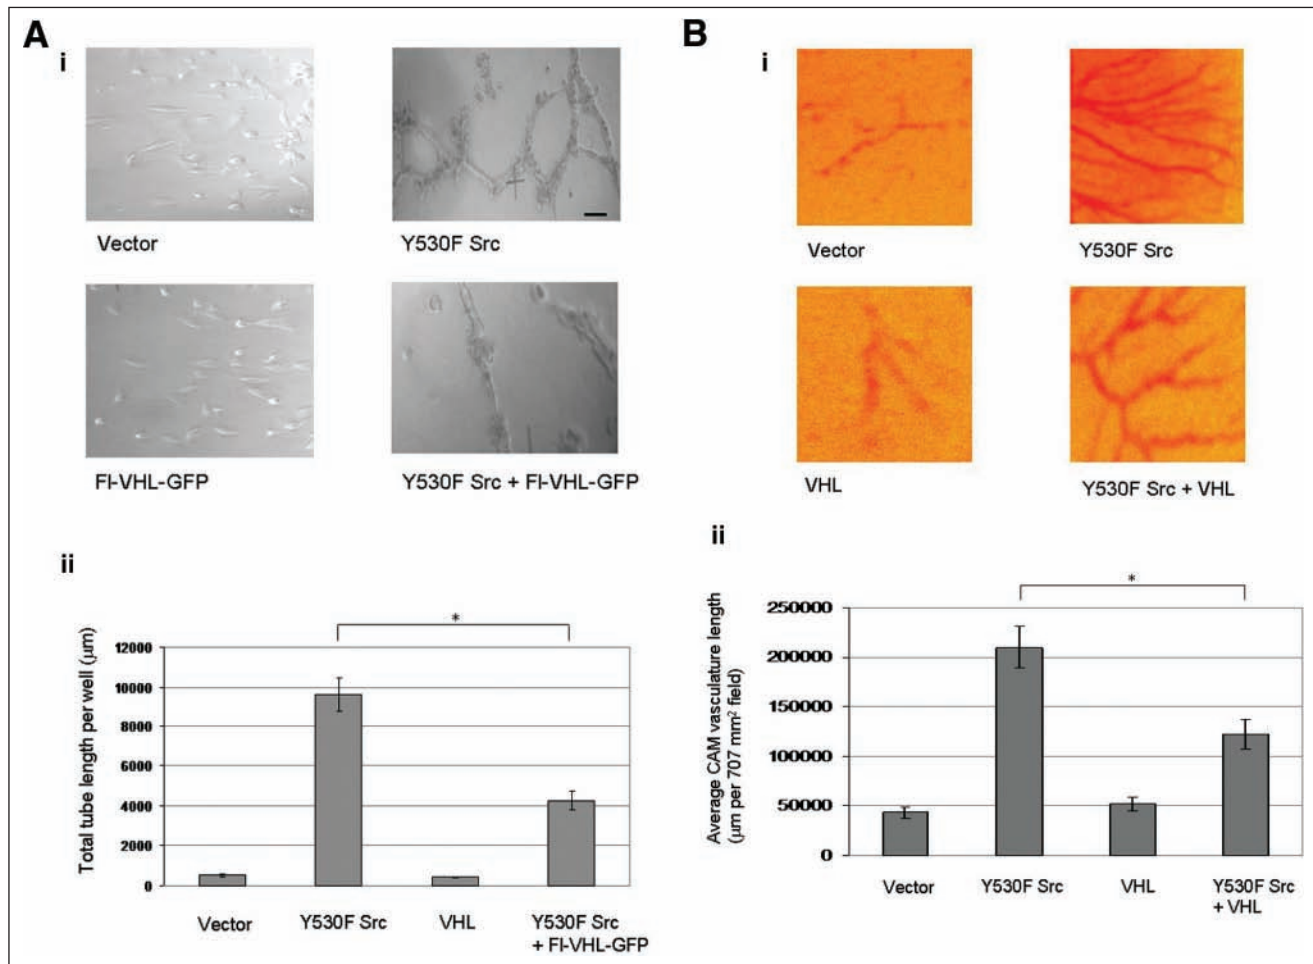 A
i
Vector
Y530F Src
Fl-VHL-GFP
Y530F Src + Fl-VHL-GFP
ii
*
Total tube length per well (μm)
12000
10000
8000
6000
4000
2000
0
Vector
Y530F Src
VHL
Y530F Src
+ Fl-VHL-GFP
B
i
Vector
Y530F Src
VHL
Y530F Src + VHL
ii
*
Average CAM vasculature length
(μm per 707 mm² field)
250000
200000
150000
100000
50000
0
Vector
Y530F Src
VHL
Y530F Src
+ VHL